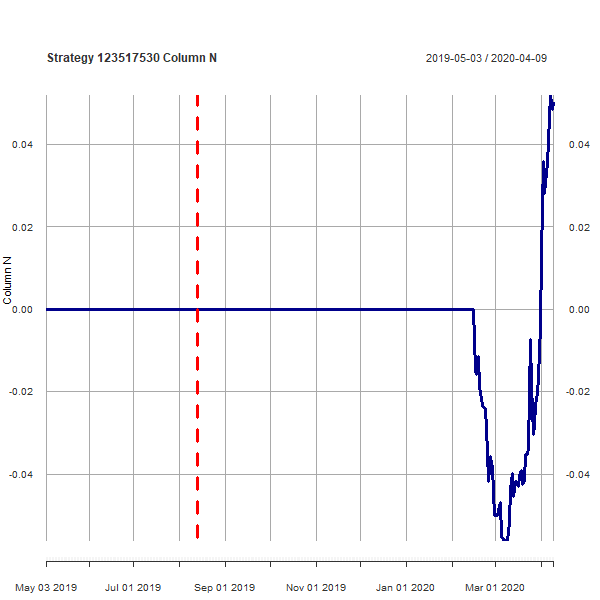 Strategy 123517530 Column N
2019-05-03 / 2020-04-09
0.04 0.04
0.02 0.02
0.00 0.00
-0.02 -0.02
-0.04 -0.04
Column N
May 03 2019 Jul 01 2019 Sep 01 2019 Nov 01 2019 Jan 01 2020 Mar 01 2020